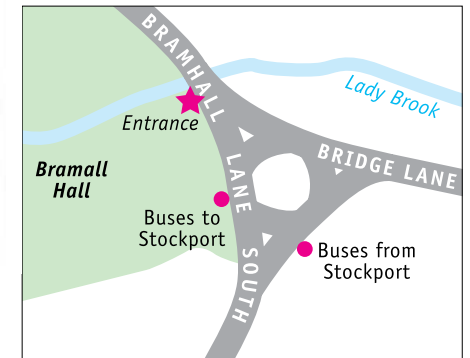 BRAMHALL LANE SOUTH
Lady Brook
Entrance
BRIDGE LANE
Bramall
Hall
Buses to
Stockport
Buses from
Stockport